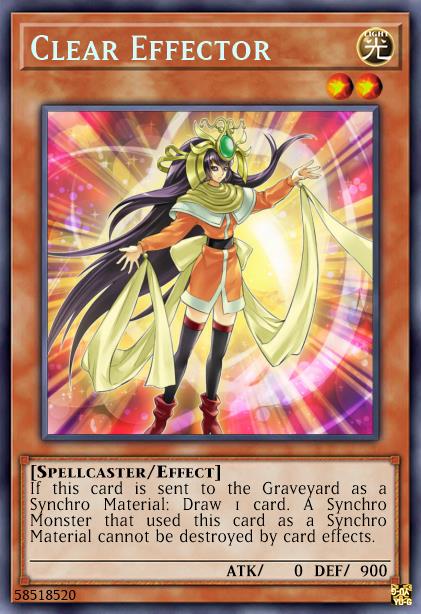 CLEAR EFFECTOR
LIGHT
光
[SPELLCASTER/EFFECT]
If this card is sent to the Graveyard as a
Synchro Material: Draw 1 card. A Synchro
Monster that used this card as a Synchro
Material cannot be destroyed by card effects.
ATK/ 0 DEF/ 900
58518520